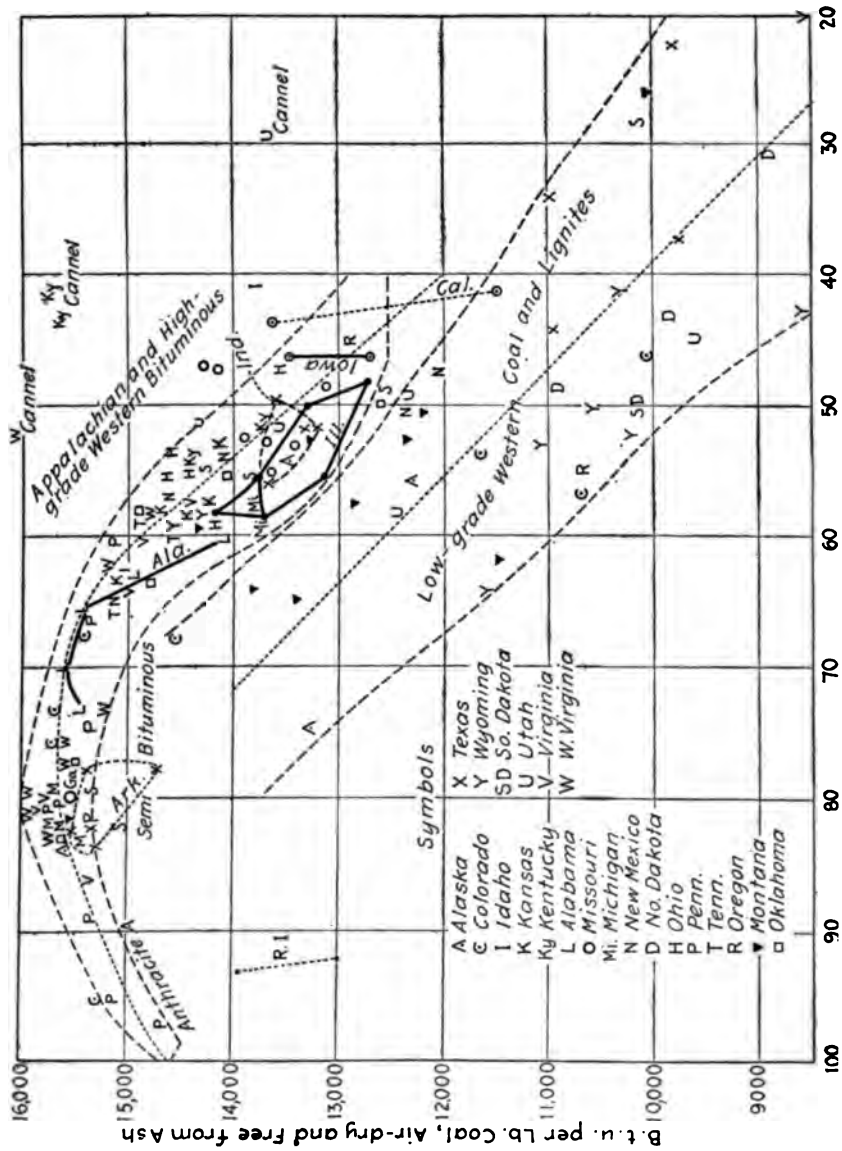 B.t.u. per Lb. Coal, Air-dry and Free from Ash
16,000
15,000
14,000
13,000
12,000
11,000
10,000
9,000
100
90
80
70
60
50
40
30
20
W Cannel
Ky
Ky Cannel
U Cannel
Appalachian and High-
grade Western Bituminous
Ala.
Ind.
Iowa
Ill.
Cal.
Semi Bituminous
Ark
Anthracite
R.I.
Low grade Western Coal and Lignites
Symbols
A Alaska
C Colorado
I Idaho
K Kansas
Ky Kentucky
L Alabama
O Missouri
Mi. Michigan
N New Mexico
D No. Dakota
H Ohio
P Penn.
T Tenn.
R Oregon
▼ Montana
□ Oklahoma
X Texas
Y Wyoming
SD So. Dakota
U Utah
V Virginia
W W. Virginia